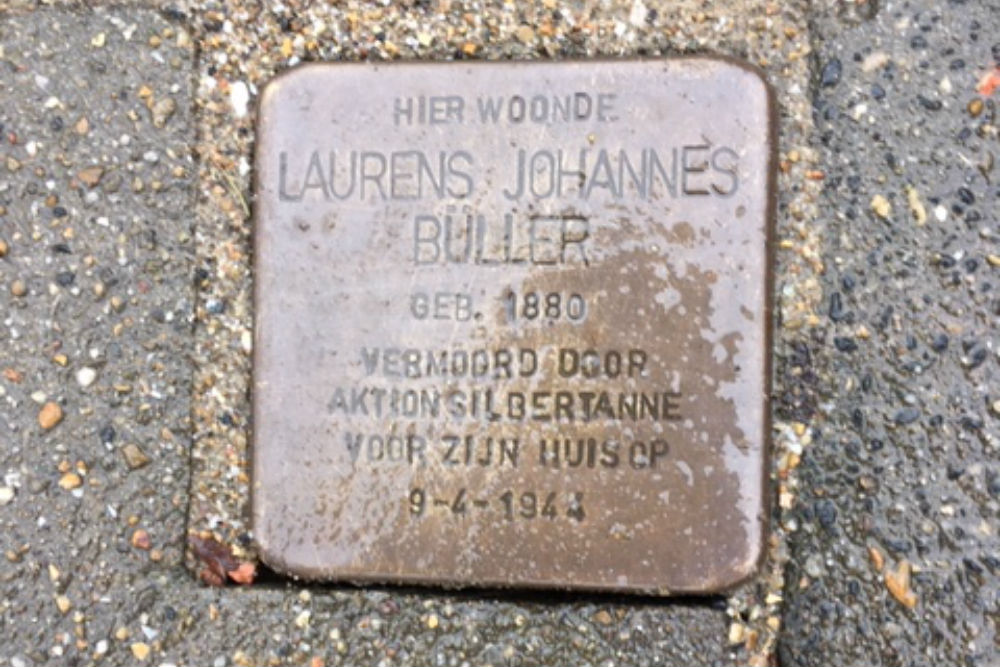 HIER WOONDE
LAURENS JOHANNES
BULLER
GEB. 1880
VERMOORD DOOR
AKTION SILBERTANNE
VOOR ZIJN HUIS OP
9-4-1944